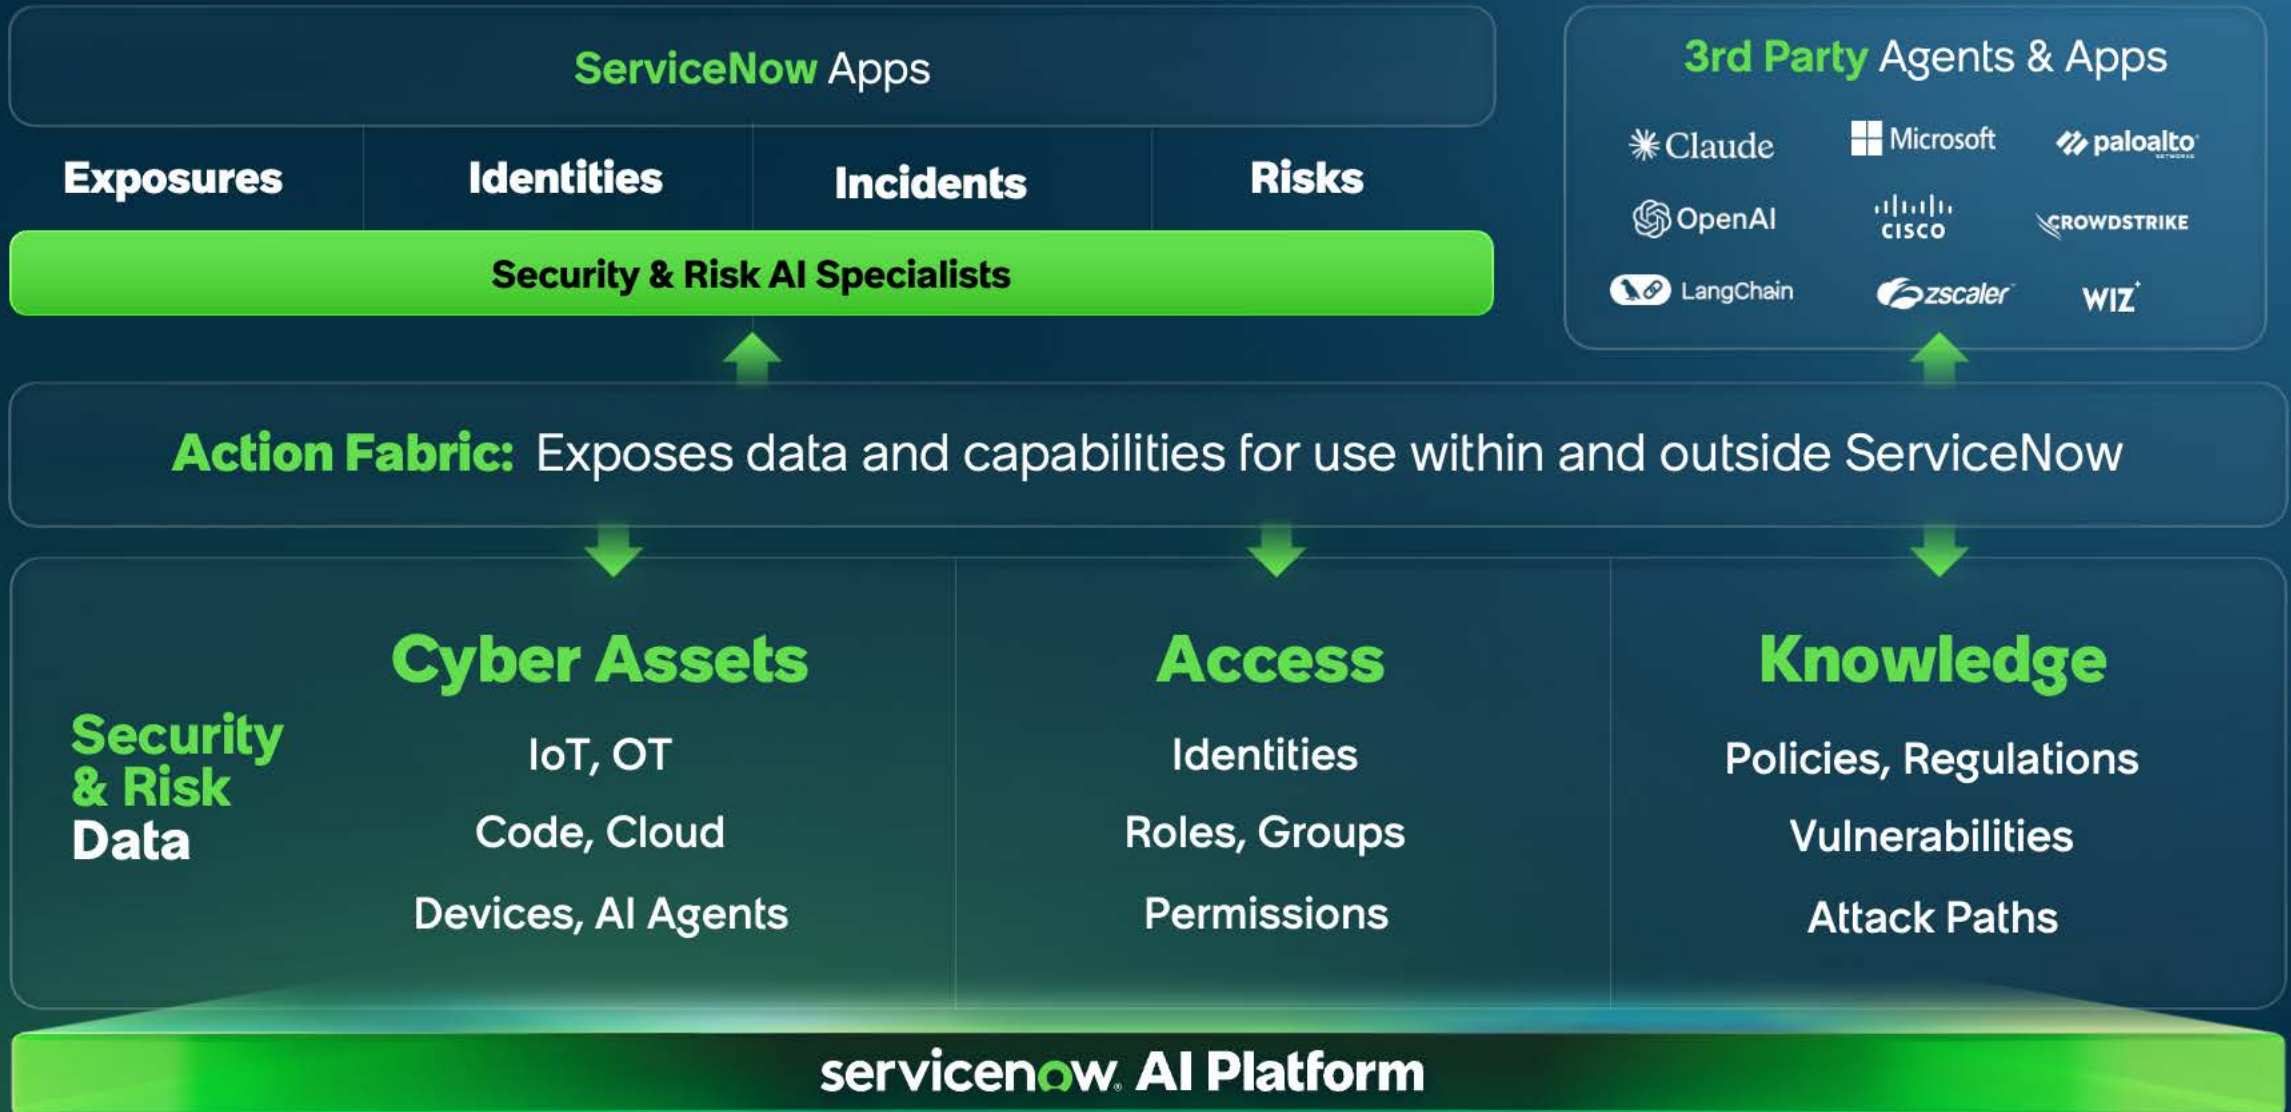 ServiceNow Apps
Exposures
Identities
Incidents
Risks
Security & Risk AI Specialists
3rd Party Agents & Apps
Claude
Microsoft
paloalto
NETWORKS
OpenAI
CISCO
CROWDSTRIKE
LangChain
zscaler
WIZ
Action Fabric: Exposes data and capabilities for use within and outside ServiceNow
Security
& Risk
Data
Cyber Assets
IoT, OT
Code, Cloud
Devices, AI Agents
Access
Identities
Roles, Groups
Permissions
Knowledge
Policies, Regulations
Vulnerabilities
Attack Paths
servicenow. AI Platform